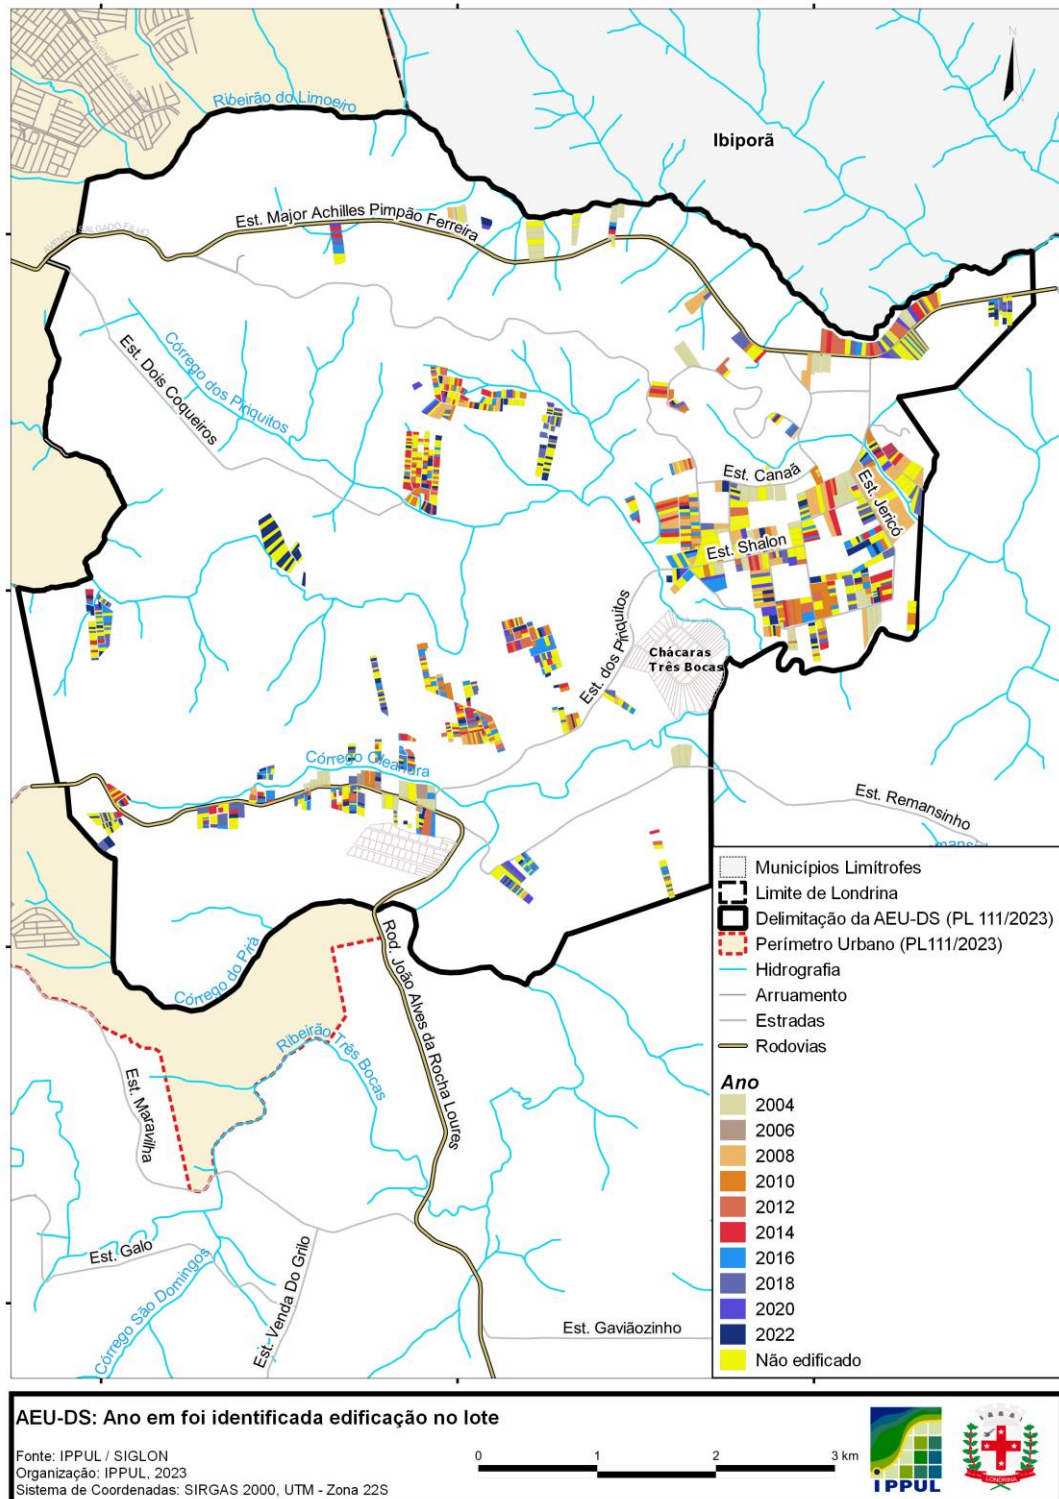 AVENIDA JAMIL
Ribeirão do Limoeiro
N
Ibiporã
Est. Major Achilles Pimpão Ferreira
AVENIDA SALGADO FILHO
Córrego dos Piriquitos
Est. Dois Coqueiros
Est. Canaã
Est. Jericó
Est. Shalon
Est. dos Piriquitos
Chácaras
Três Bocas
Córrego Oleandra
Est. Remansinho
Córrego do Pirá
Rod. João Alves da Rocha Loures
Ribeirão Três Bocas
Est. Maravilha
Est. Galo
Córrego São Domingos
Est. Venda Do Grilo
Est. Gaviãozinho
Municípios Limítrofes
Limite de Londrina
Delimitação da AEU-DS (PL 111/2023)
Perímetro Urbano (PL111/2023)
Hidrografia
Arruamento
Estradas
Rodovias
Ano
2004
2006
2008
2010
2012
2014
2016
2018
2020
2022
Não edificado
AEU-DS: Ano em foi identificada edificação no lote
Fonte: IPPUL / SIGLON
Organização: IPPUL, 2023
Sistema de Coordenadas: SIRGAS 2000, UTM - Zona 22S
0 1 2 3 km
IPPUL
LONDRINA